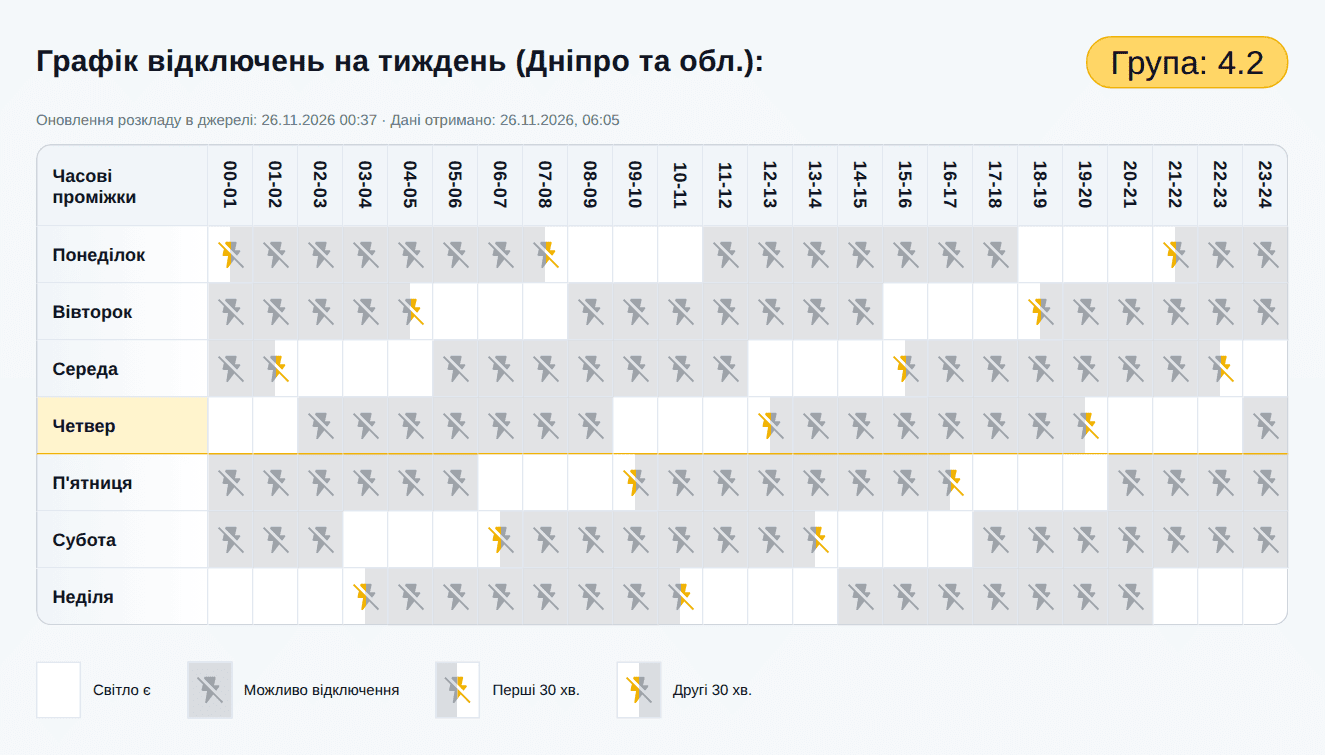 Графік відключень на тиждень (Дніпро та обл.):
Група: 4.2
Оновлення розкладу в джерелі: 26.11.2026 00:37 · Дані отримано: 26.11.2026, 06:05
Часові
проміжки
00-01 01-02 02-03 03-04 04-05 05-06 06-07 07-08 08-09 09-10 10-11 11-12 12-13 13-14 14-15 15-16 16-17 17-18 18-19 19-20 20-21 21-22 22-23 23-24
Понеділок
Вівторок
Середа
Четвер
П'ятниця
Субота
Неділя
Світло є
Можливо відключення
Перші 30 хв.
Другі 30 хв.